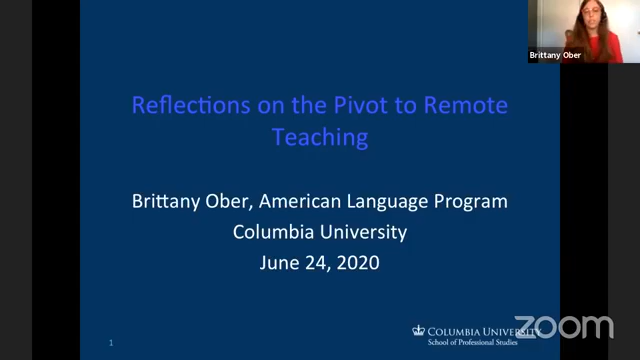 Brittany Ober
Reflections on the Pivot to Remote
Teaching
Brittany Ober, American Language Program
Columbia University
June 24, 2020
1
COLUMBIA UNIVERSITY
School of Professional Studies
zoom